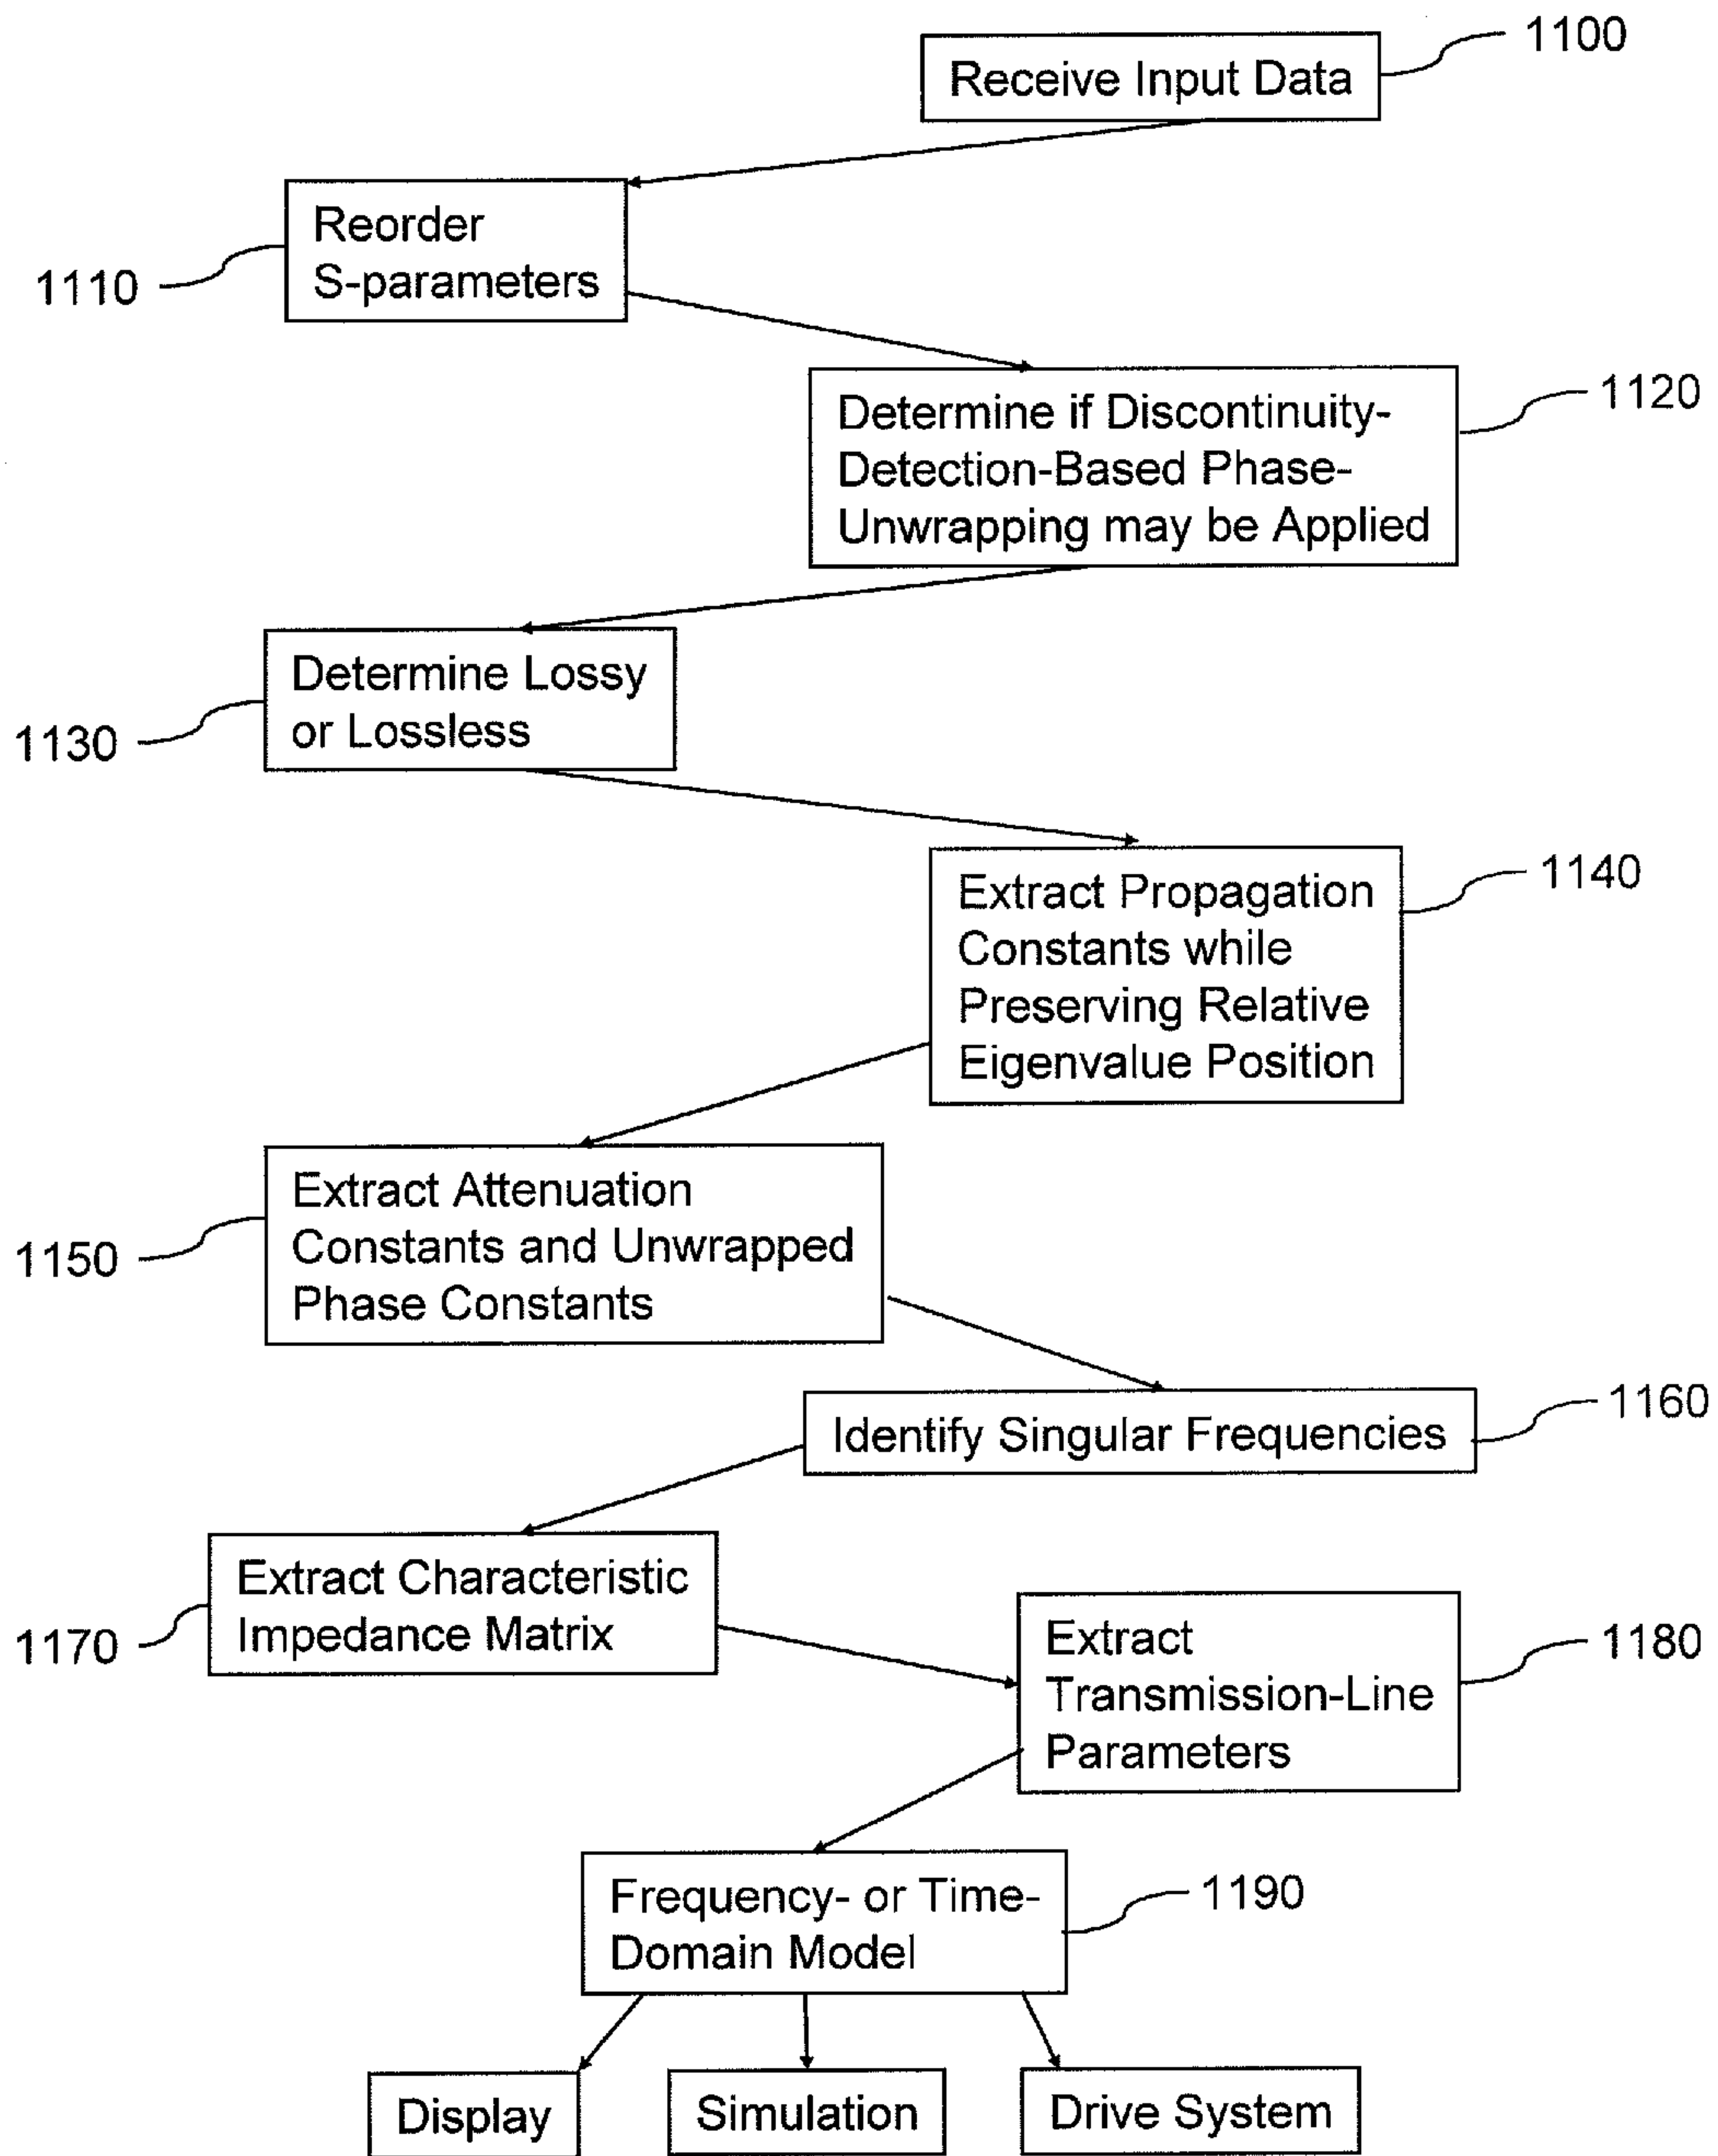 1100
Receive Input Data
Reorder
S-parameters
1110
Determine if Discontinuity-
Detection-Based Phase-
Unwrapping may be Applied
1120
Determine Lossy
or Lossless
1130
Extract Propagation
Constants while
Preserving Relative
Eigenvalue Position
1140
Extract Attenuation
Constants and Unwrapped
Phase Constants
1150
Identify Singular Frequencies
1160
Extract Characteristic
Impedance Matrix
1170
Extract
Transmission-Line
Parameters
1180
Frequency- or Time-
Domain Model
1190
Display
Simulation
Drive System